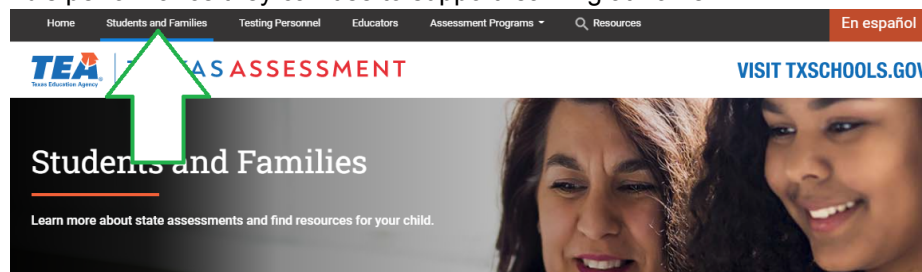 Home Students and Families Testing Personnel Educators Assessment Programs Resources En español
TEA
Texas Education Agency
AS ASSESSMENT
VISIT TXSCHOOLS.GOV
Students and Families
Learn more about state assessments and find resources for your child.